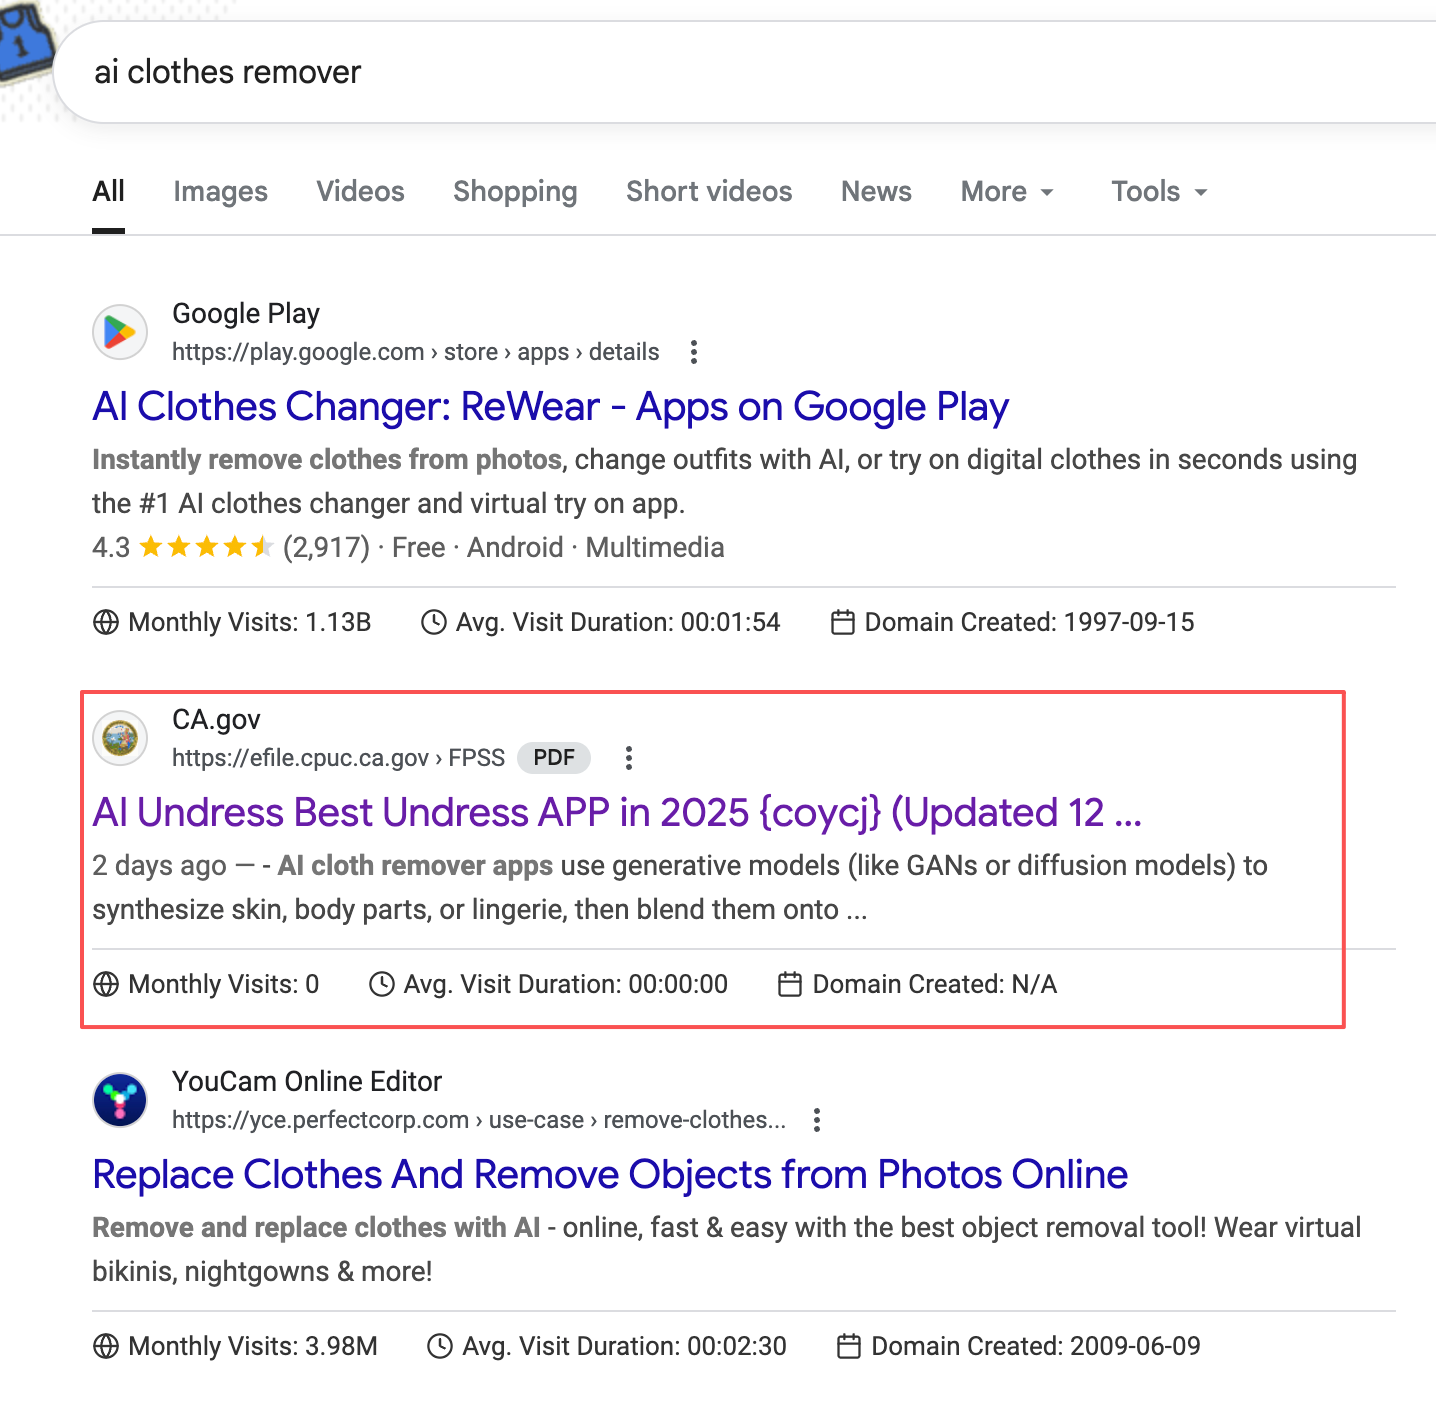 1
ai clothes remover
All Images Videos Shopping Short videos News More Tools
Google Play
https://play.google.com › store › apps › details
AI Clothes Changer: ReWear - Apps on Google Play
Instantly remove clothes from photos, change outfits with AI, or try on digital clothes in seconds using
the #1 AI clothes changer and virtual try on app.
4.3 ★★★★★ (2,917) · Free · Android · Multimedia
Monthly Visits: 1.13B Avg. Visit Duration: 00:01:54 Domain Created: 1997-09-15
CA.gov
https://efile.cpuc.ca.gov › FPSS PDF
AI Undress Best Undress APP in 2025 {coycj} (Updated 12 ...
2 days ago — - AI cloth remover apps use generative models (like GANs or diffusion models) to
synthesize skin, body parts, or lingerie, then blend them onto ...
Monthly Visits: 0 Avg. Visit Duration: 00:00:00 Domain Created: N/A
YouCam Online Editor
https://yce.perfectcorp.com › use-case › remove-clothes...
Replace Clothes And Remove Objects from Photos Online
Remove and replace clothes with AI - online, fast & easy with the best object removal tool! Wear virtual
bikinis, nightgowns & more!
Monthly Visits: 3.98M Avg. Visit Duration: 00:02:30 Domain Created: 2009-06-09